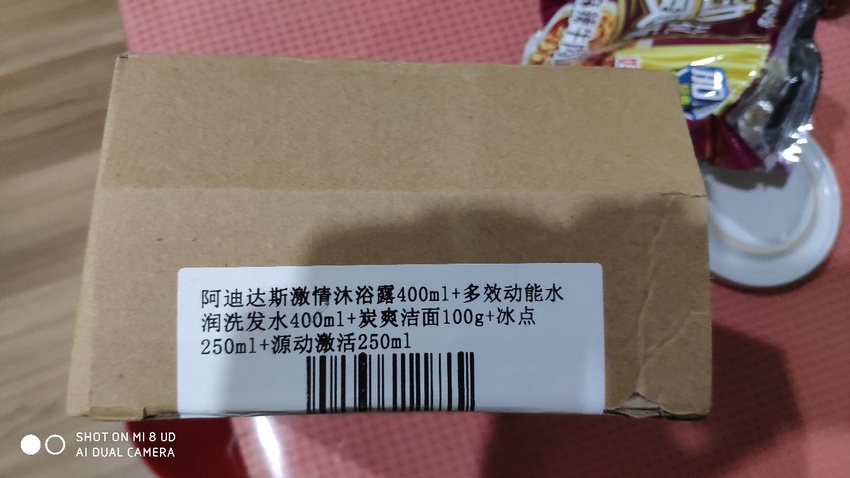 阿迪达斯激情沐浴露400ml+多效动能水
润洗发水400ml+炭爽洁面100g+冰点
250ml+源动激活250ml
SHOT ON MI 8 UD
AI DUAL CAMERA